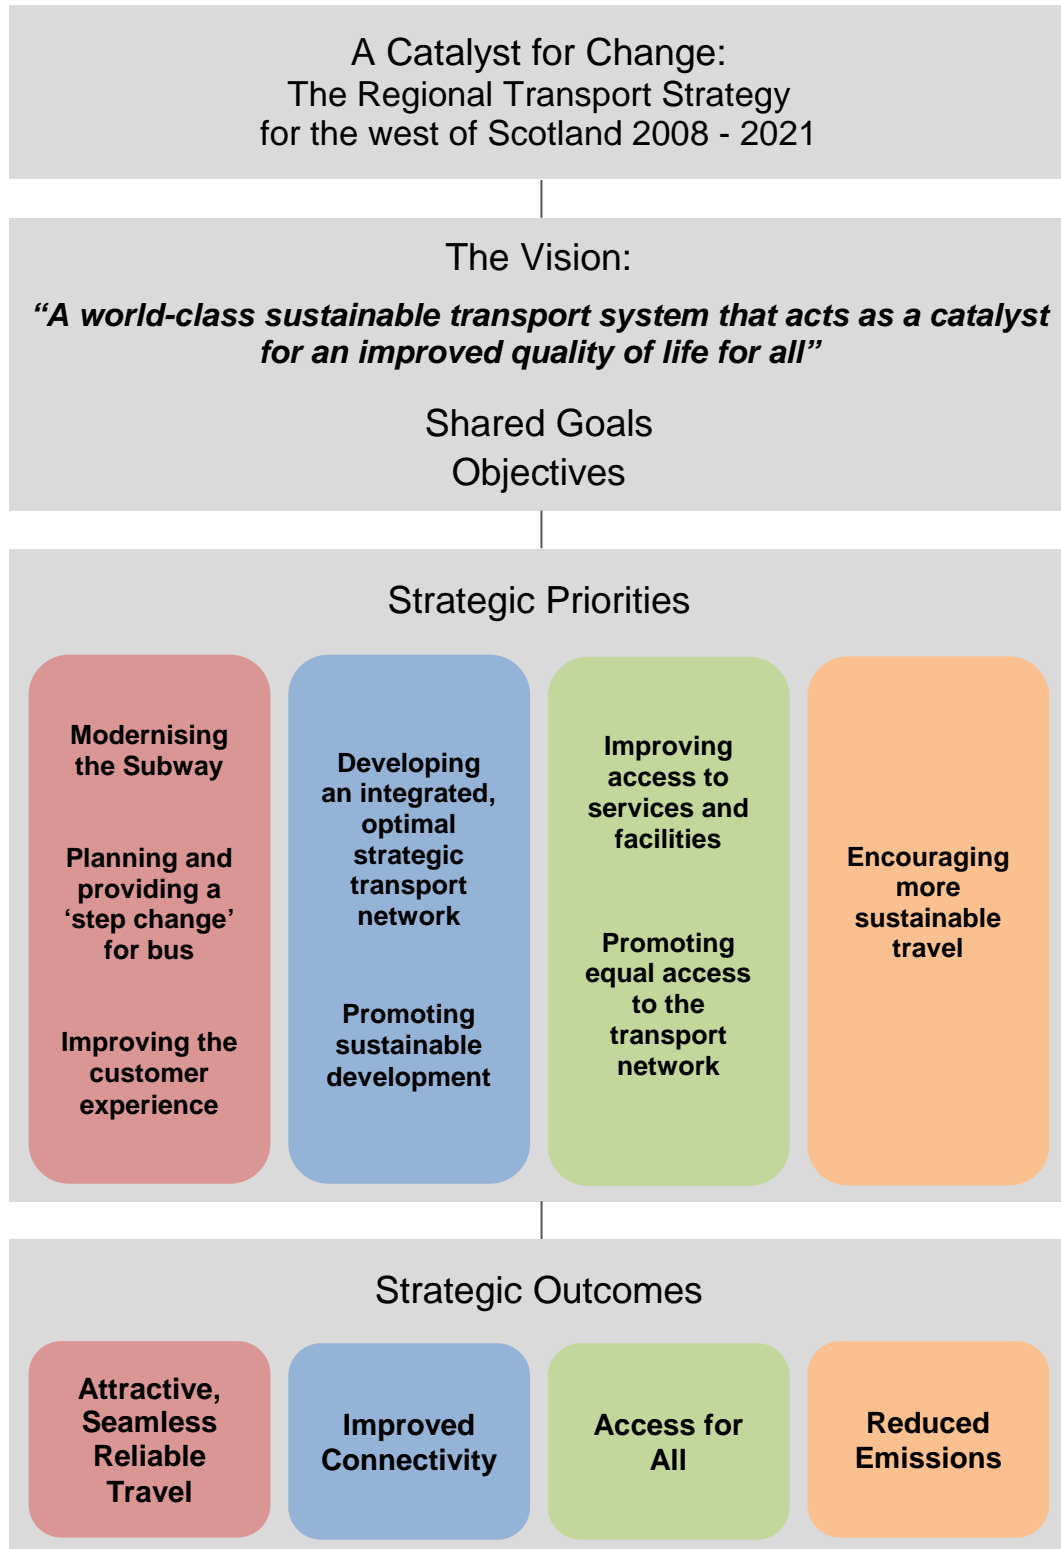 A Catalyst for Change:
The Regional Transport Strategy
for the west of Scotland 2008 - 2021
The Vision:
“A world-class sustainable transport system that acts as a catalyst
for an improved quality of life for all”
Shared Goals
Objectives
Strategic Priorities
Modernising
the Subway
Planning and
providing a
‘step change’
for bus
Improving the
customer
experience
Developing
an integrated,
optimal
strategic
transport
network
Promoting
sustainable
development
Improving
access to
services and
facilities
Promoting
equal access
to the
transport
network
Encouraging
more
sustainable
travel
Strategic Outcomes
Attractive,
Seamless
Reliable
Travel
Improved
Connectivity
Access for
All
Reduced
Emissions